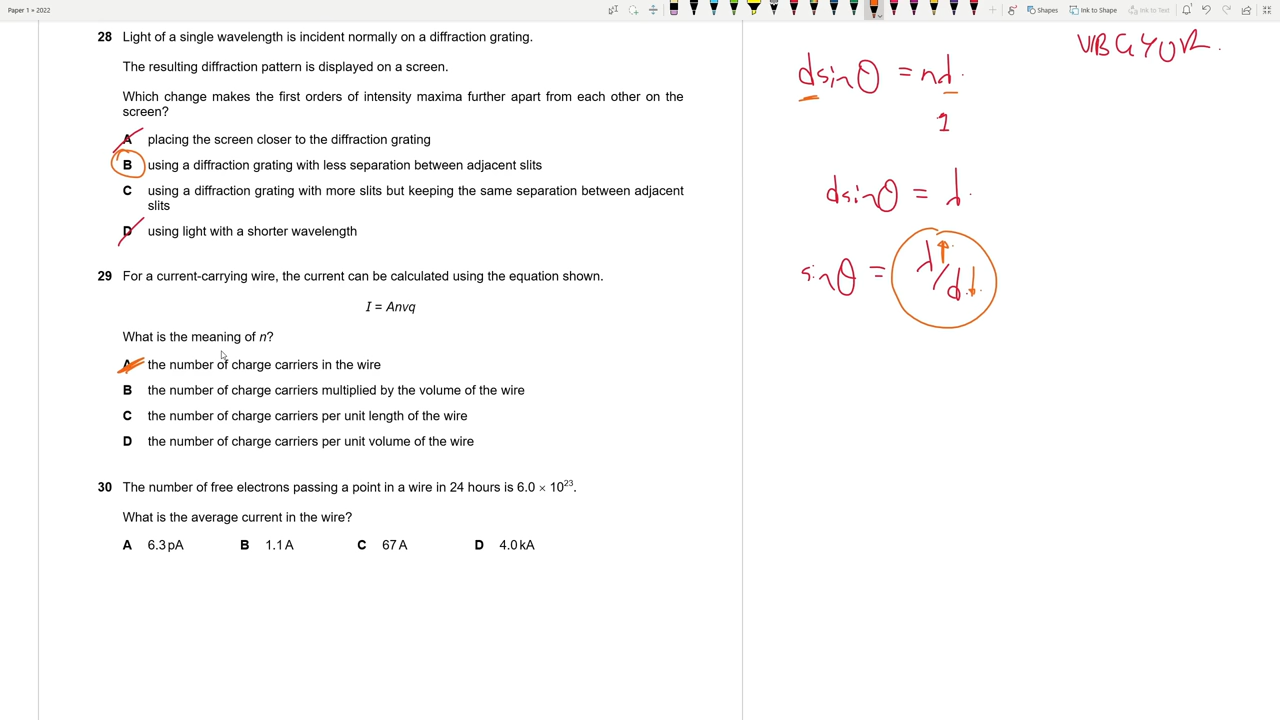 Paper 1 » 2022
Shapes
Ink to Shape
Ink to Text
28 Light of a single wavelength is incident normally on a diffraction grating.
The resulting diffraction pattern is displayed on a screen.
Which change makes the first orders of intensity maxima further apart from each other on the
screen?
A placing the screen closer to the diffraction grating
B using a diffraction grating with less separation between adjacent slits
C using a diffraction grating with more slits but keeping the same separation between adjacent
slits
D using light with a shorter wavelength
29 For a current-carrying wire, the current can be calculated using the equation shown.
I = Anvq
What is the meaning of n?
A the number of charge carriers in the wire
B the number of charge carriers multiplied by the volume of the wire
C the number of charge carriers per unit length of the wire
D the number of charge carriers per unit volume of the wire
30 The number of free electrons passing a point in a wire in 24 hours is 6.0 × 10²³.
What is the average current in the wire?
A 6.3 pA B 1.1 A C 67 A D 4.0 kA
VIBGYOR.
dsinθ = nλ.
1
dsinθ = λ.
sinθ = λ↑/d↓.